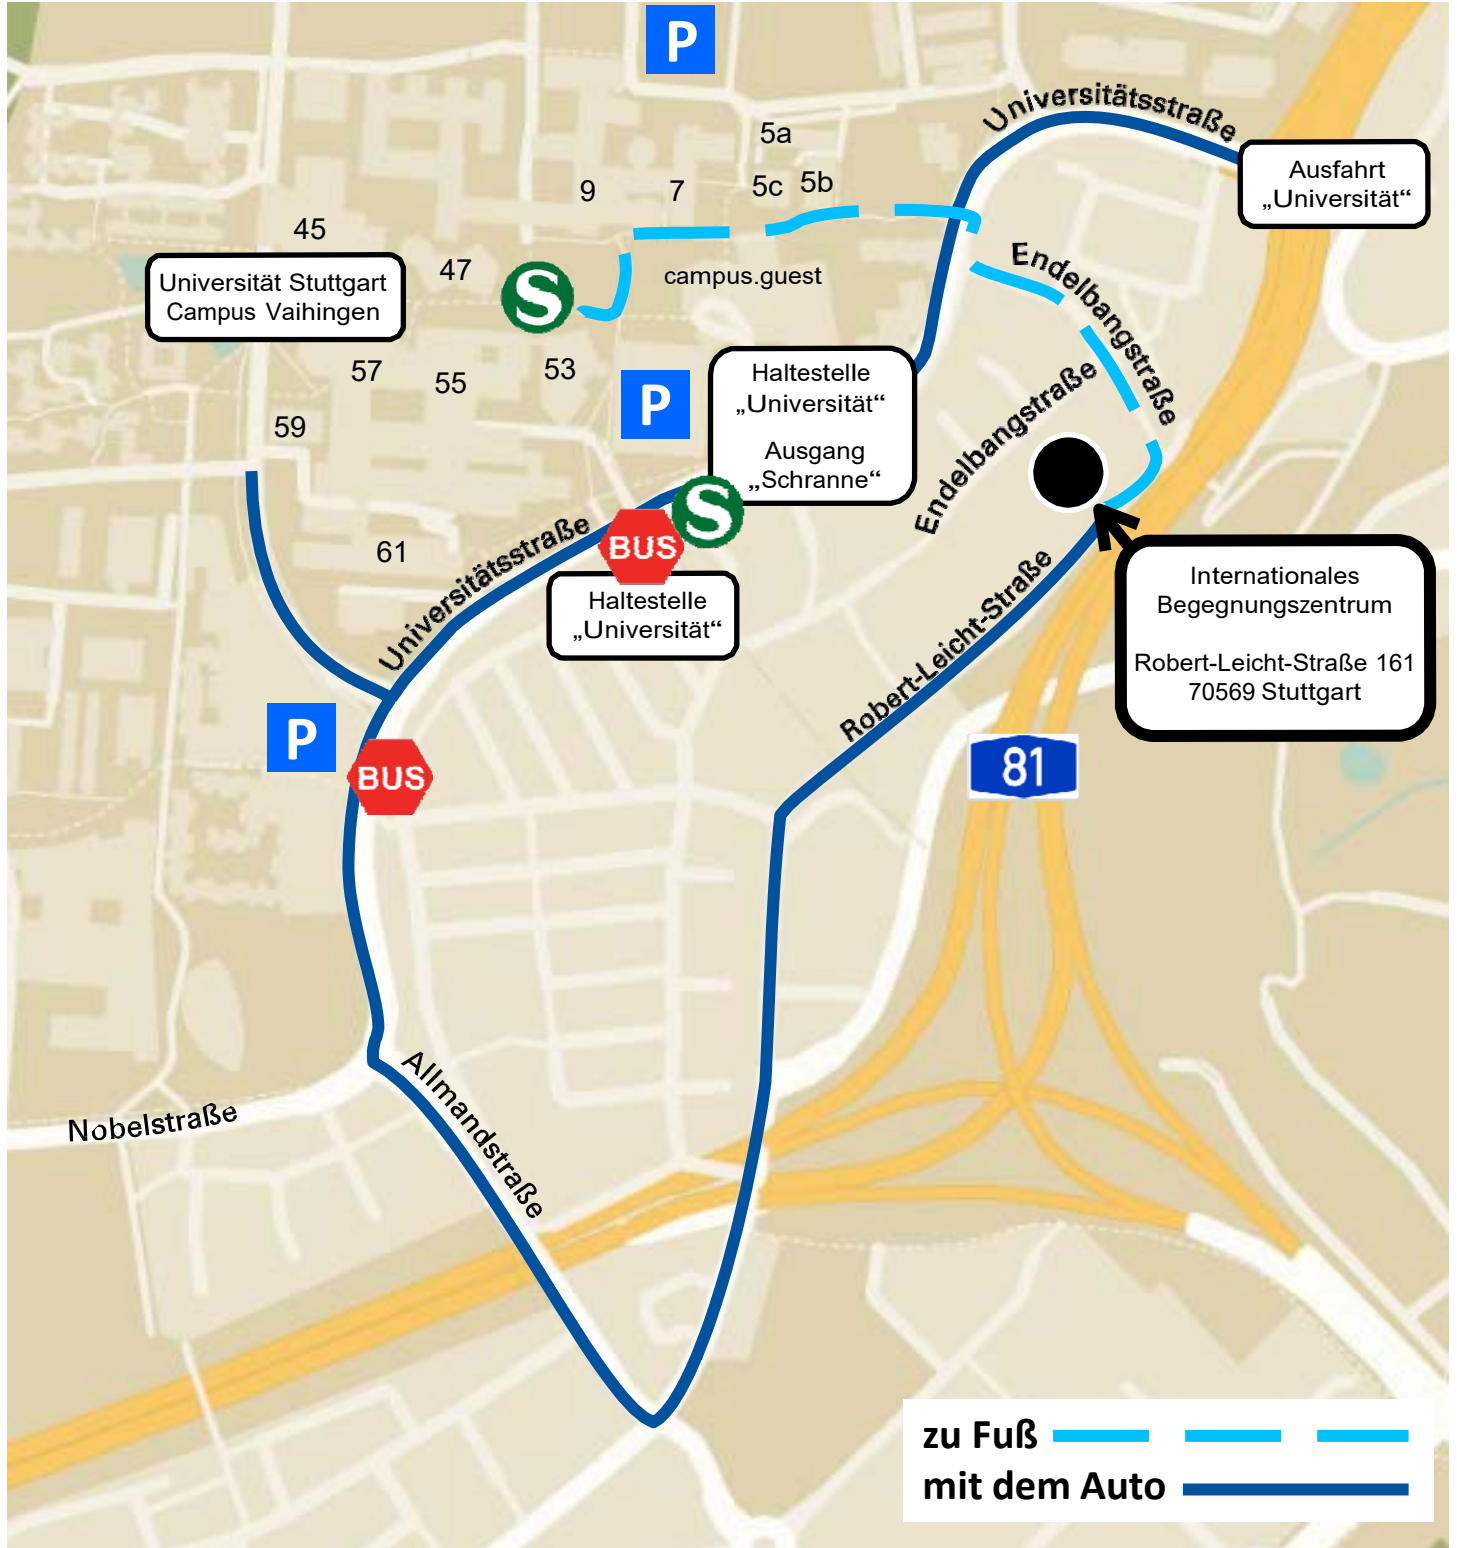 P
Universitätsstraße
Ausfahrt
„Universität“
5a
9
7
5c
5b
45
Universität Stuttgart
Campus Vaihingen
47
S
campus.guest
Endelbangstraße
57
55
53
59
P
Haltestelle
„Universität“
Ausgang
„Schranne“
Endelbangstraße
61
Universitätsstraße
BUS
S
Haltestelle
„Universität“
Internationales
Begegnungszentrum
Robert-Leicht-Straße 161
70569 Stuttgart
Robert-Leicht-Straße
P
BUS
81
Allmandstraße
Nobelstraße
zu Fuß
mit dem Auto